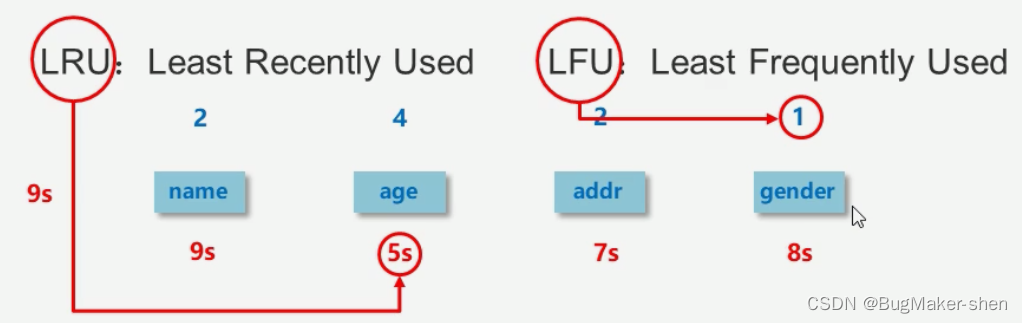 LRU：Least Recently Used LFU：Least Frequently Used
2 4 2 1
9s name age addr gender
9s 5s 7s 8s
CSDN @BugMaker-shen